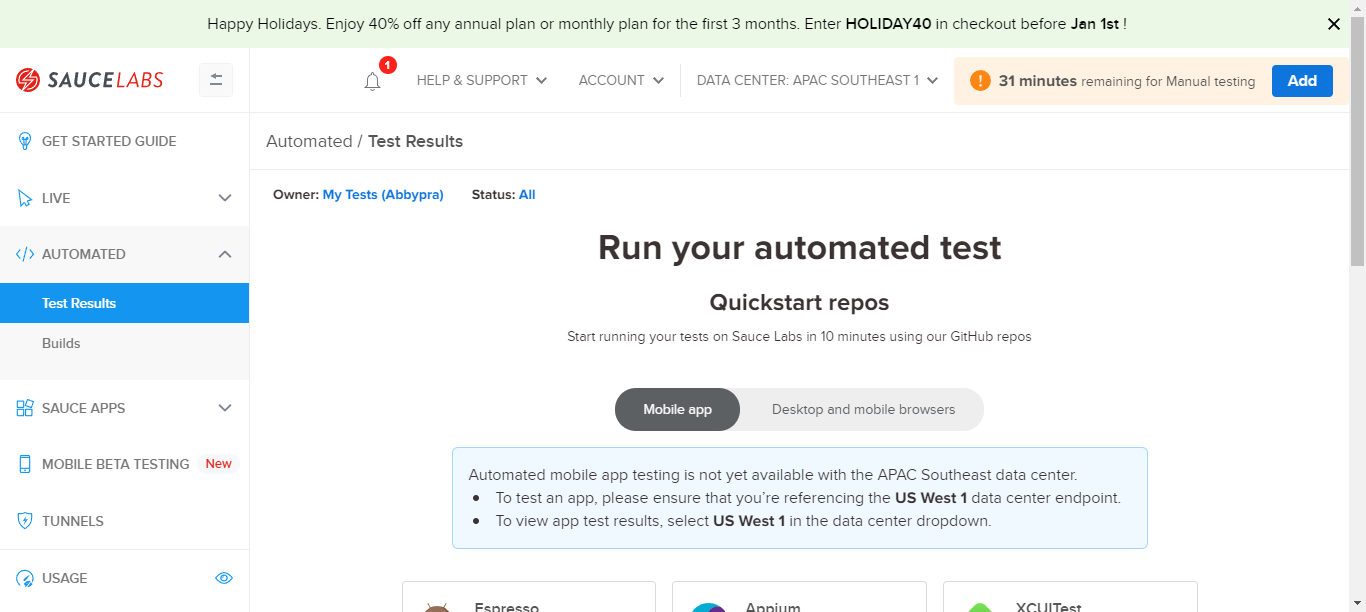 Happy Holidays. Enjoy 40% off any annual plan or monthly plan for the first 3 months. Enter HOLIDAY40 in checkout before Jan 1st !
SAUCELABS
1
HELP & SUPPORT
ACCOUNT
DATA CENTER: APAC SOUTHEAST 1
31 minutes remaining for Manual testing
Add
GET STARTED GUIDE
LIVE
AUTOMATED
Test Results
Builds
SAUCE APPS
MOBILE BETA TESTING New
TUNNELS
USAGE
Automated / Test Results
Owner: My Tests (Abbypra) Status: All
Run your automated test
Quickstart repos
Start running your tests on Sauce Labs in 10 minutes using our GitHub repos
Mobile app
Desktop and mobile browsers
Automated mobile app testing is not yet available with the APAC Southeast data center.
• To test an app, please ensure that you’re referencing the US West 1 data center endpoint.
• To view app test results, select US West 1 in the data center dropdown.
Espresso
Appium
XCUITest